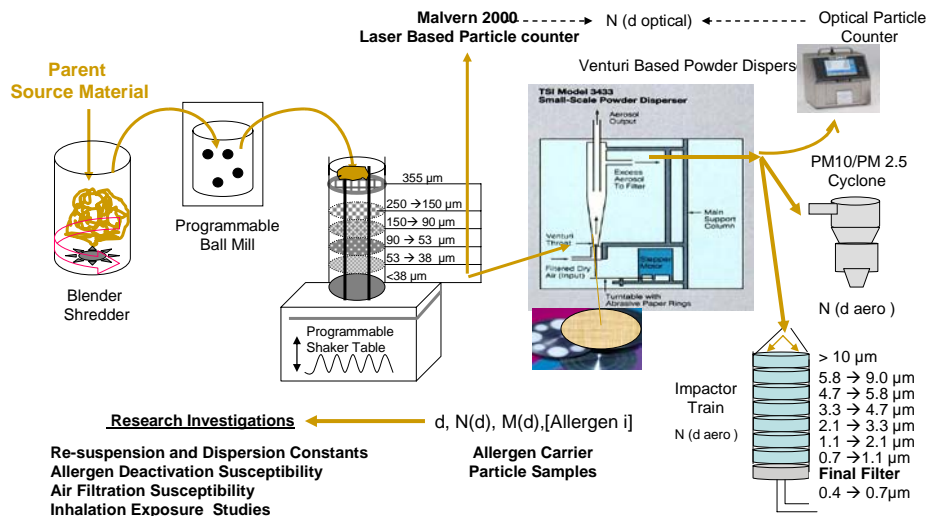 Malvern 2000
Laser Based Particle counter
N (d optical)
Optical Particle
Counter
Parent
Source Material
Venturi Based Powder Dispers
TSI Model 3433
Small-Scale Powder Disperser
Aerosol
Output
Excess
Aerosol
To Filter
Main
Support
Column
Venturi
Throat
Filtered Dry
Air (Input)
Stepper
Motor
Turntable with
Abrasive Paper Rings
PM10/PM 2.5
Cyclone
N (d aero )
Programmable
Ball Mill
Blender
Shredder
355 µm
250 →150 µm
150→ 90 µm
90 → 53 µm
53 → 38 µm
<38 µm
Programmable
Shaker Table
Impactor
Train
N (d aero )
> 10 µm
5.8 → 9.0 µm
4.7 → 5.8 µm
3.3 → 4.7 µm
2.1 → 3.3 µm
1.1 → 2.1 µm
0.7 →1.1 µm
Final Filter
0.4 → 0.7µm
Research Investigations
d, N(d), M(d),[Allergen i]
Re-suspension and Dispersion Constants
Allergen Deactivation Susceptibility
Air Filtration Susceptibility
Inhalation Exposure Studies
Allergen Carrier
Particle Samples